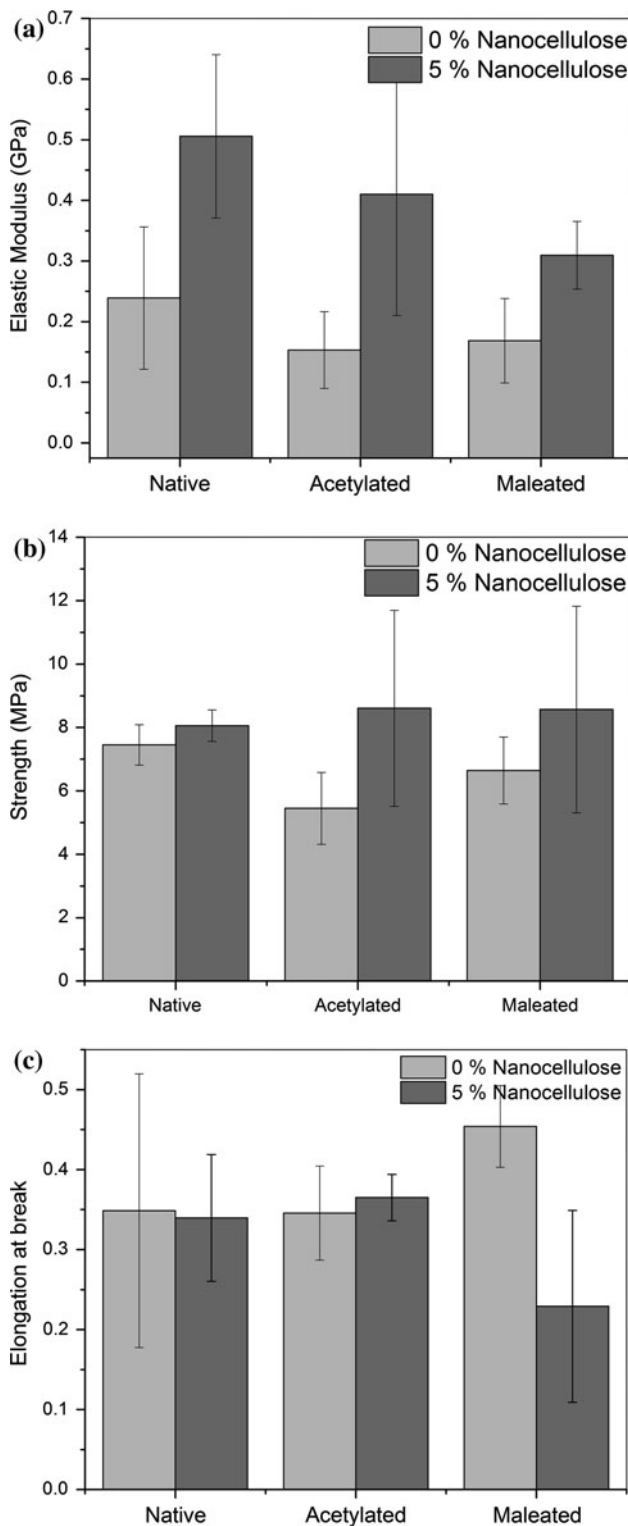 (a)
0 % Nanocellulose
5 % Nanocellulose
Elastic Modulus (GPa)
0.7
0.6
0.5
0.4
0.3
0.2
0.1
0.0
Native Acetylated Maleated
(b)
0 % Nanocellulose
5 % Nanocellulose
Strength (MPa)
14
12
10
8
6
4
2
0
Native Acetylated Maleated
(c)
0 % Nanocellulose
5 % Nanocellulose
Elongation at break
0.5
0.4
0.3
0.2
0.1
0.0
Native Acetylated Maleated